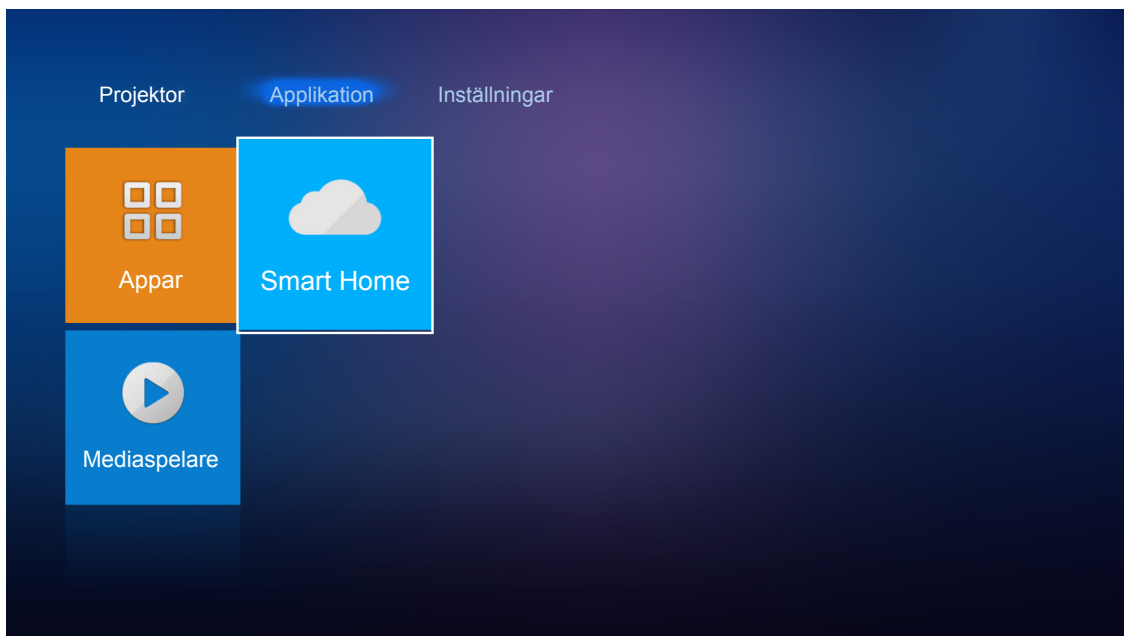 Projektor
Applikation
Inställningar
Appar
Smart Home
Mediaspelare